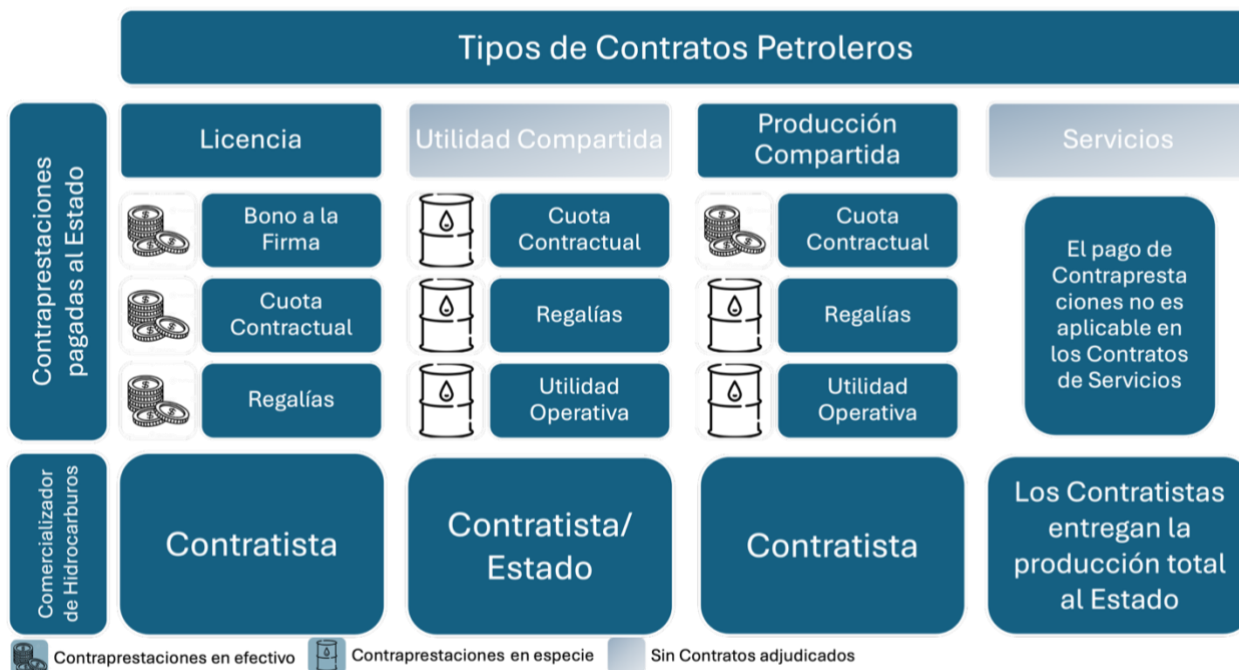 Tipos de Contratos Petroleros
Contraprestaciones
pagadas al Estado
Licencia
Utilidad Compartida
Producción
Compartida
Servicios
Bono a la
Firma
Cuota
Contractual
Cuota
Contractual
El pago de
Contrapresta
ciones no es
aplicable en
los Contratos
de Servicios
Cuota
Contractual
Regalías
Regalías
Regalías
Utilidad
Operativa
Utilidad
Operativa
Comercializador
de Hidrocarburos
Contratista
Contratista/
Estado
Contratista
Los Contratistas
entregan la
producción total
al Estado
Contraprestaciones en efectivo
Contraprestaciones en especie
Sin Contratos adjudicados